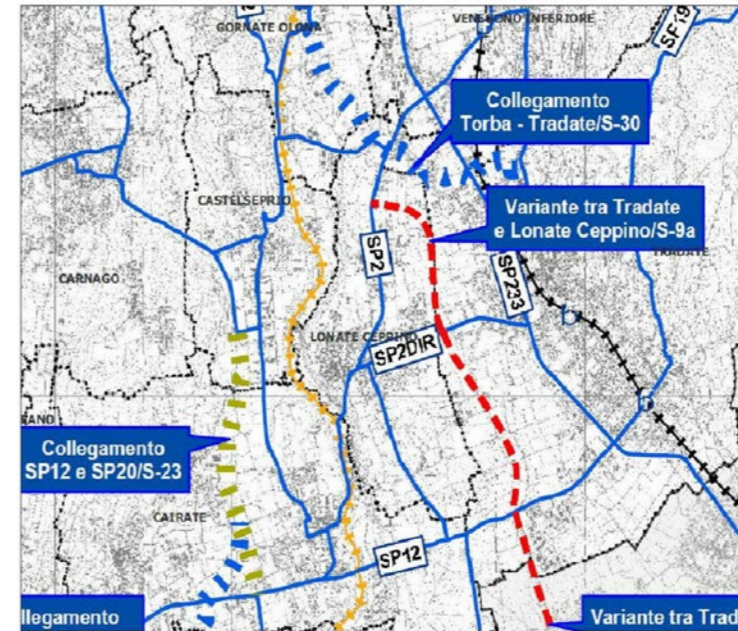 GORNATE OLONA
VENEGONO INFERIORE
SP19
Collegamento
Torba - Tradate/S-30
CASTELSEPRIO
Variante tra Tradate
e Lonate Ceppino/S-9a
SP2
TRADATE
CARNAGO
SP233
LONATE CEPPINO
SP2DIR
ANO
Collegamento
SP12 e SP20/S-23
CAIRATE
SP12
llegamento
Variante tra Trad